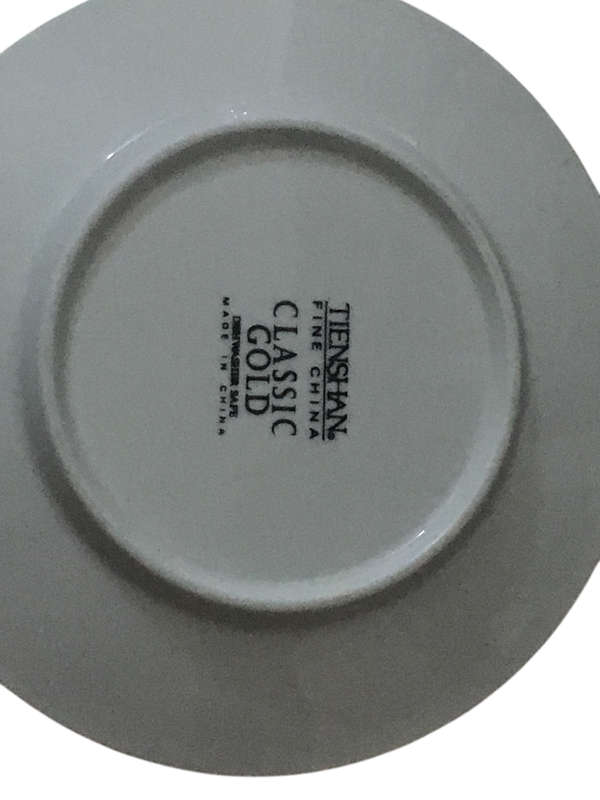 TIENSHAN®
FINE CHINA
CLASSIC
GOLD
DISHWASHER SAFE
MADE IN CHINA